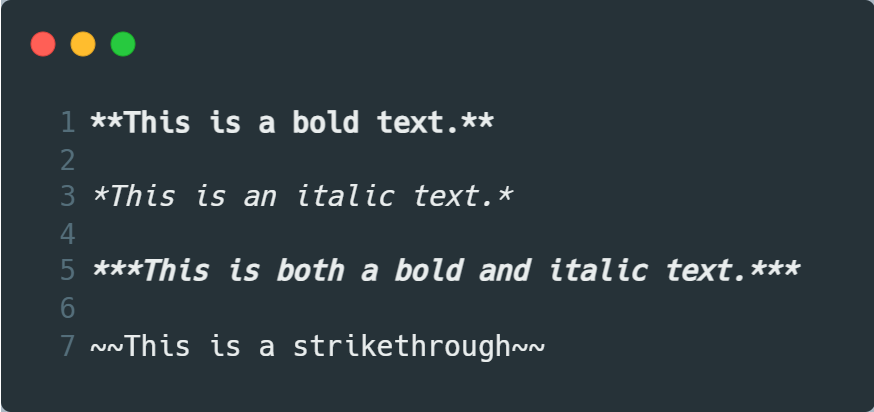 1 **This is a bold text.**
2
3 *This is an italic text.*
4
5 ***This is both a bold and italic text.***
6
7 ~~This is a strikethrough~~